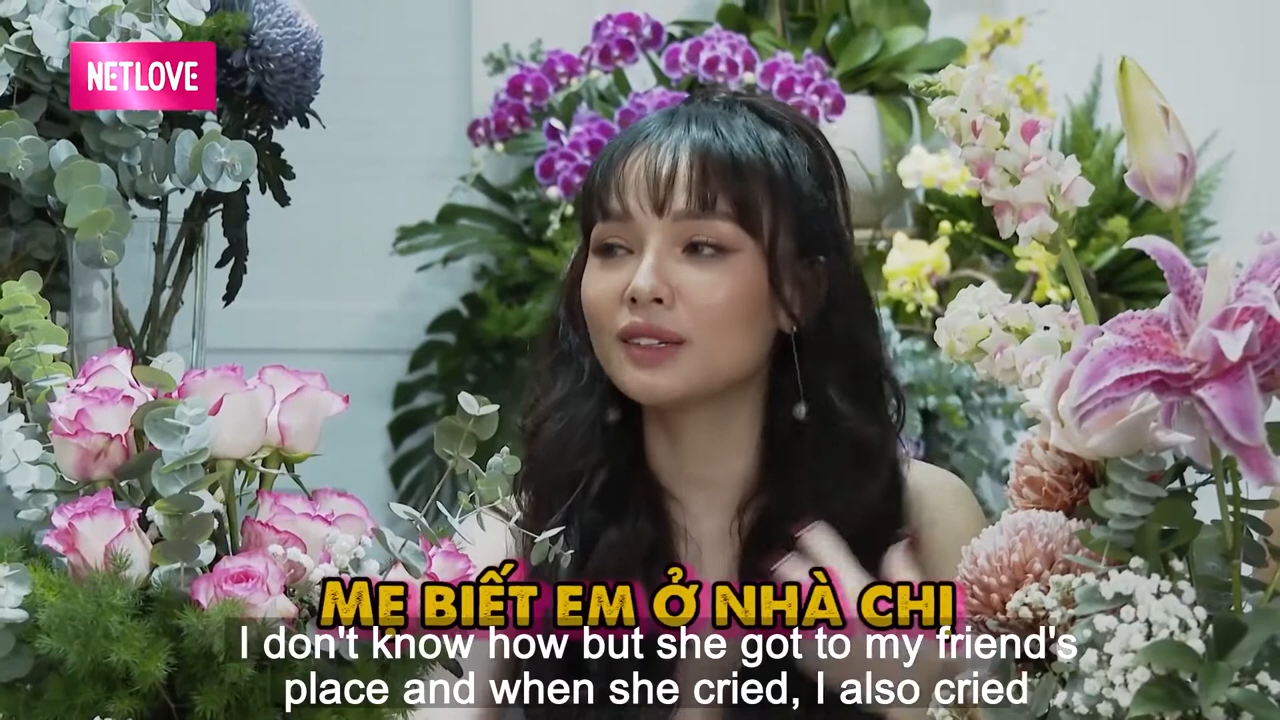 NETLOVE
MẸ BIẾT EM Ở NHÀ CHỊ
I don't know how but she got to my friend's
place and when she cried, I also cried